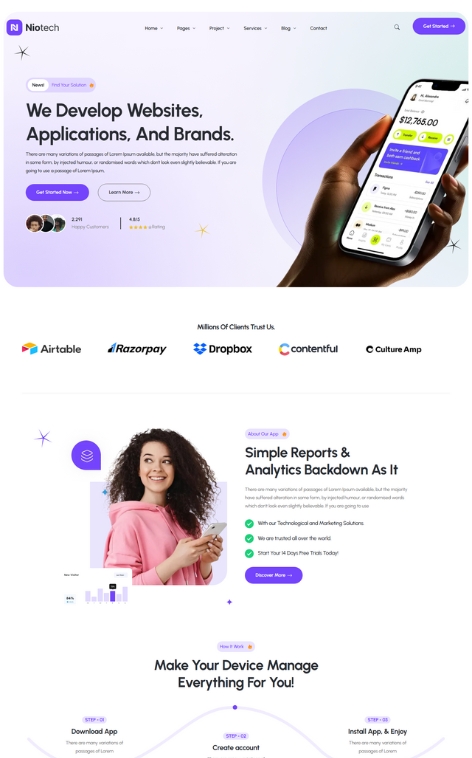 Niotech
Home Pages Project Services Blog Contact
Get Started →
News! Find Your Solution
We Develop Websites,
Applications, And Brands.
There are many variations of passages of Lorem Ipsum available, but the majority have suffered alteration
in some form, by injected humour, or randomised words which don't look even slightly believable. If you are
going to use a passage of Lorem Ipsum.
Get Started Now →
Learn More →
2,291
Happy Customers
4.8/5
Rating
$12,765.00
Invite a friend and
Transactions
Figma
Millions Of Clients Trust Us.
Airtable
Razorpay
Dropbox
contentful
Culture Amp
About Our App
Simple Reports &
Analytics Backdown As It
There are many variations of passages of Lorem Ipsum available, but the majority
have suffered alteration in some form, by injected humour, or randomised words
which don't look even slightly believable. If you are going to use
With our Technological and Marketing Solutions
We are trusted all over the world
Start Your 14 Days Free Trials Today!
Discover More →
How It Work
Make Your Device Manage
Everything For You!
STEP - 01
Download App
There are many variations of
passages of Lorem
STEP - 02
Create account
STEP - 03
Install App, & Enjoy
There are many variations of
passages of Lorem